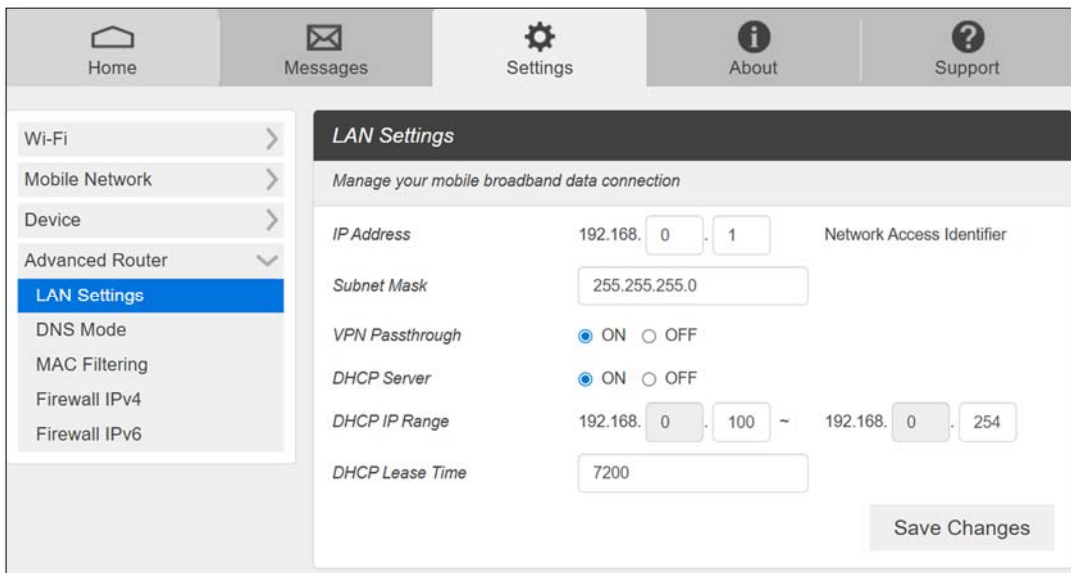 Home Messages Settings About Support
Wi-Fi
Mobile Network
Device
Advanced Router
LAN Settings
DNS Mode
MAC Filtering
Firewall IPv4
Firewall IPv6
LAN Settings
Manage your mobile broadband data connection
IP Address 192.168. 0 . 1 Network Access Identifier
Subnet Mask 255.255.255.0
VPN Passthrough ON OFF
DHCP Server ON OFF
DHCP IP Range 192.168. 0 . 100 ~ 192.168. 0 . 254
DHCP Lease Time 7200
Save Changes